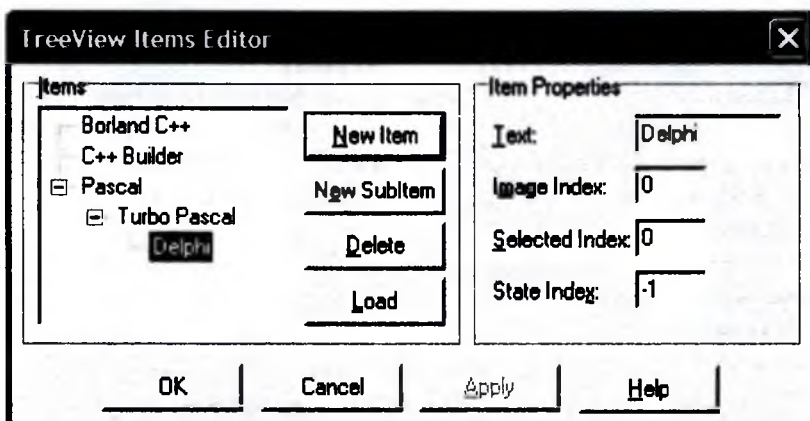 TreeView Items Editor
Items
Borland C++
C++ Builder
Pascal
Turbo Pascal
Delphi
New Item
New SubItem
Delete
Load
Item Properties
Text: Delphi
Image Index: 0
Selected Index: 0
State Index: -1
OK Cancel Apply Help